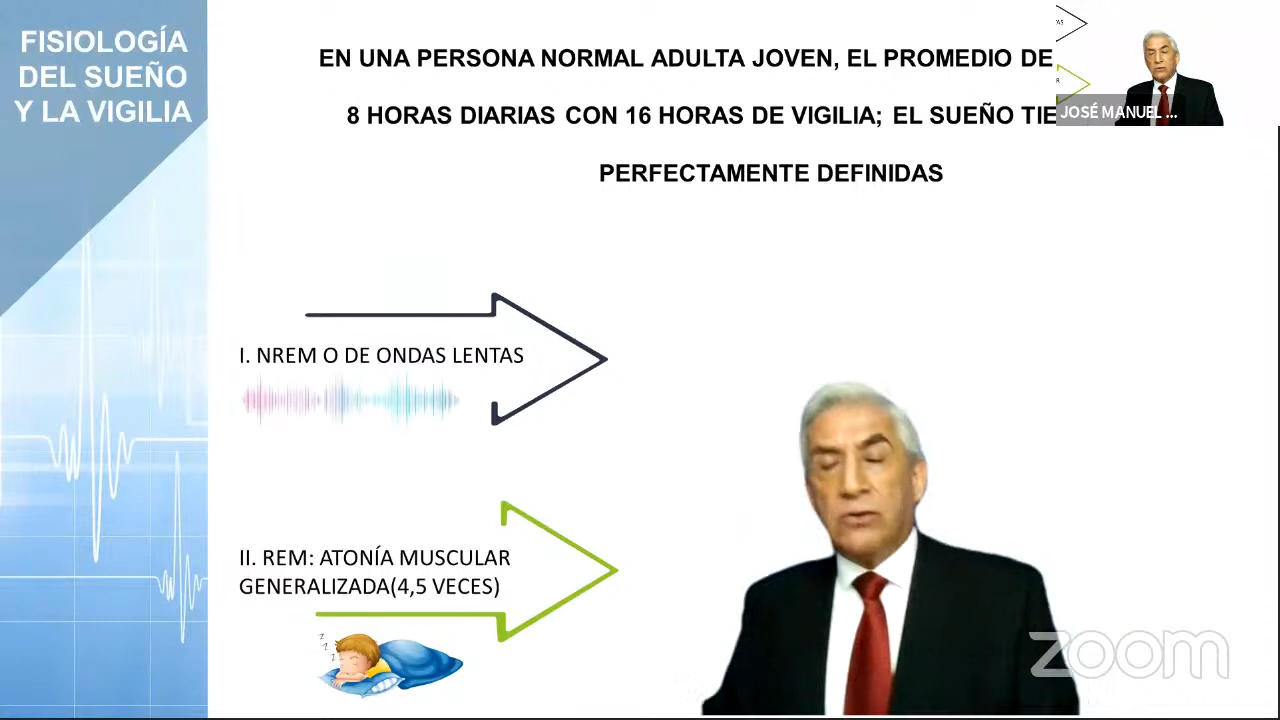 FISIOLOGÍA
DEL SUEÑO
Y LA VIGILIA
EN UNA PERSONA NORMAL ADULTA JOVEN, EL PROMEDIO DE
8 HORAS DIARIAS CON 16 HORAS DE VIGILIA; EL SUEÑO TIE
PERFECTAMENTE DEFINIDAS
JOSÉ MANUEL ...
I. NREM O DE ONDAS LENTAS
II. REM: ATONÍA MUSCULAR
GENERALIZADA(4,5 VECES)
z
z
z
zoom